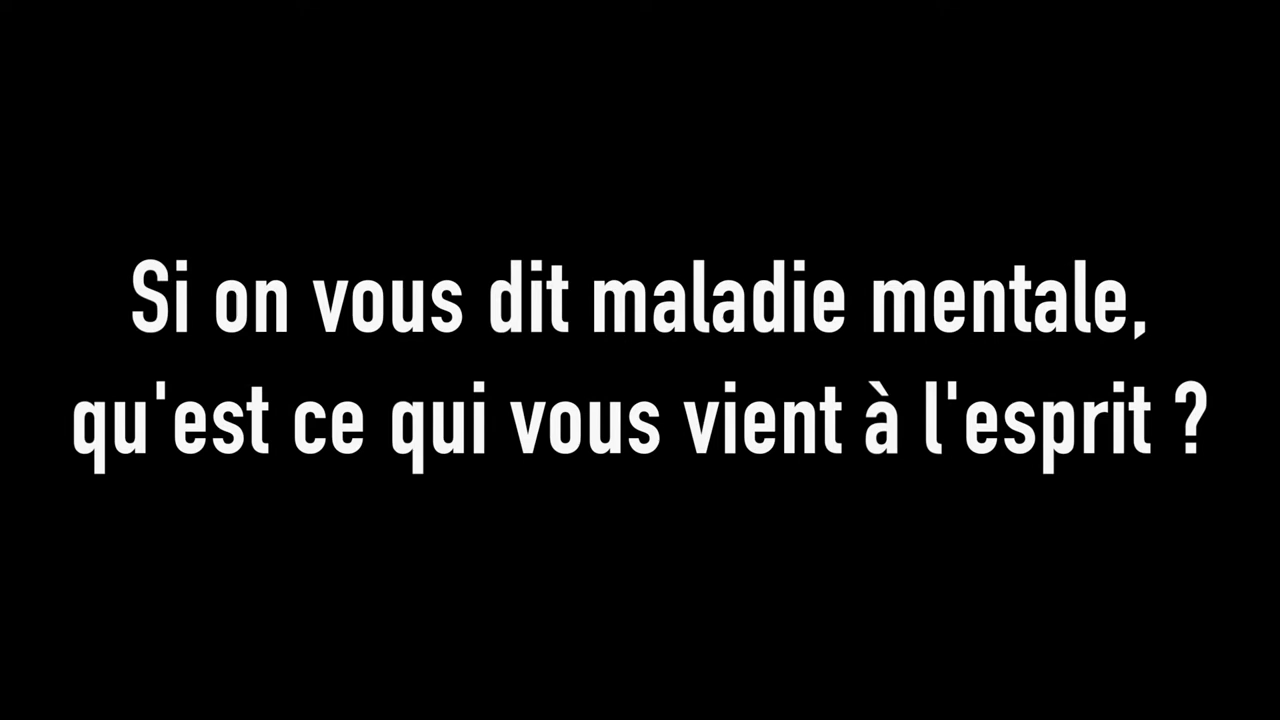 Si on vous dit maladie mentale,
qu'est ce qui vous vient à l'esprit ?